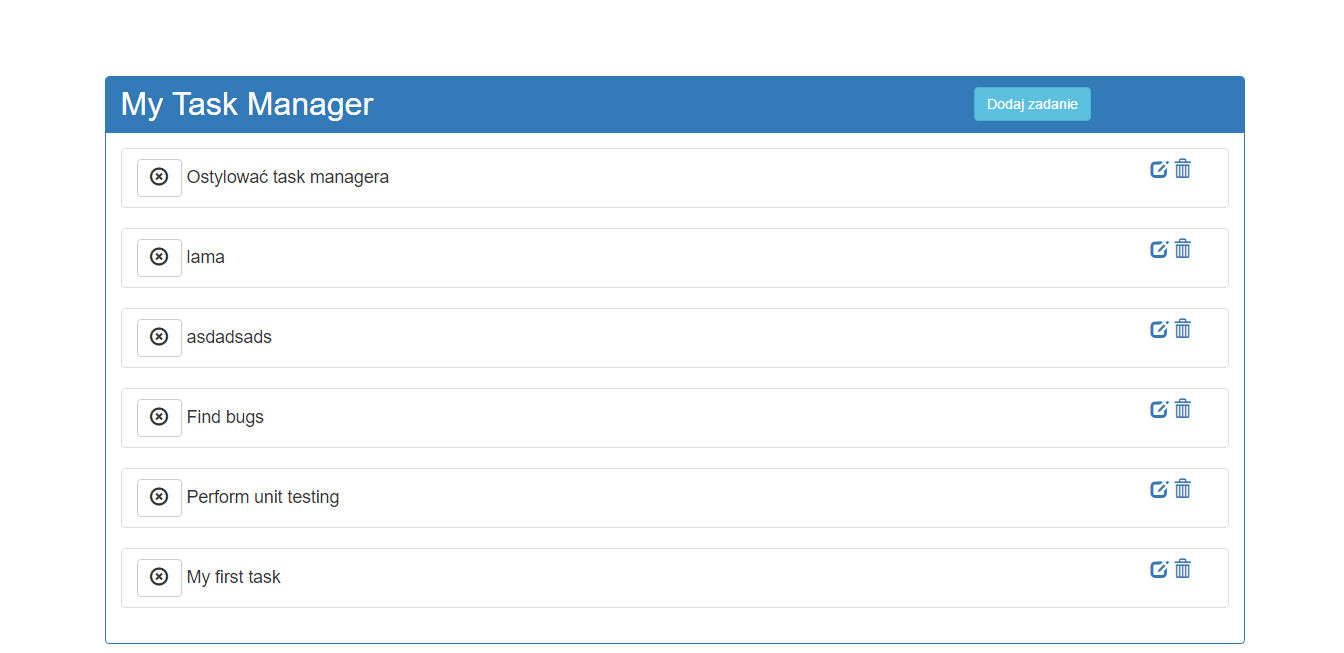 My Task Manager
Dodaj zadanie
Ostylować task managera
lama
asdadsads
Find bugs
Perform unit testing
My first task